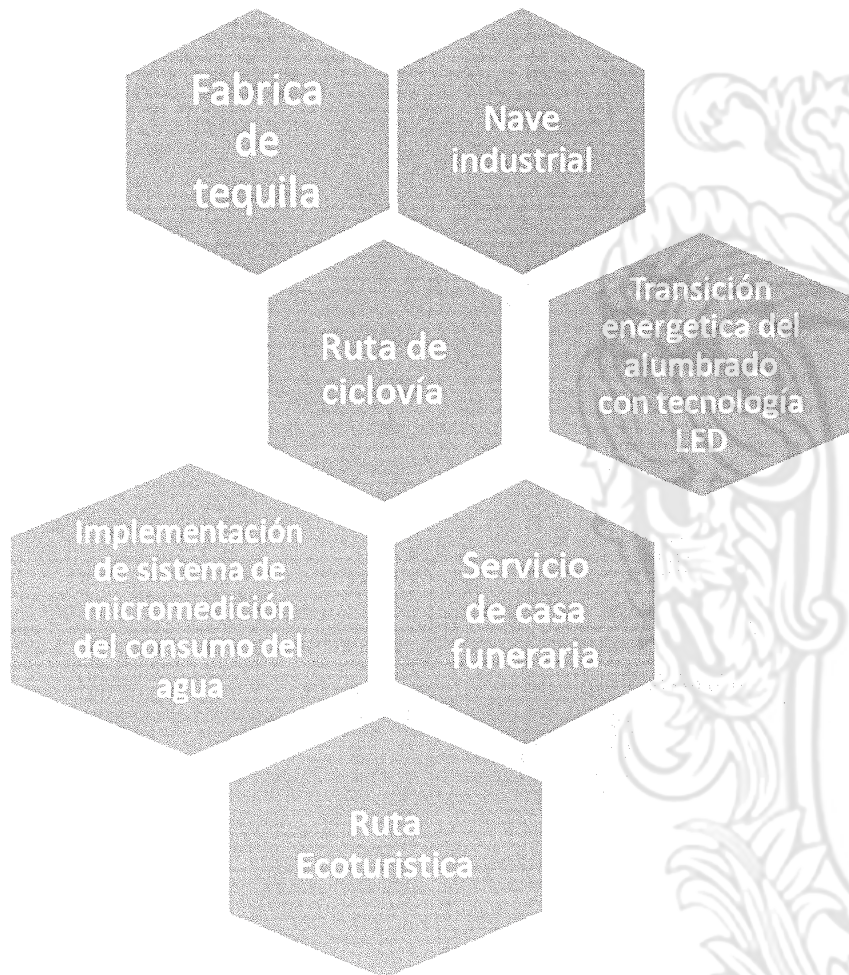 Fabrica
de
tequila
Nave
industrial
Ruta de
ciclovía
Transición
energetica del
alumbrado
con tecnología
LED
Implementación
de sistema de
micromedición
del consumo del
agua
Servicio
de casa
funeraria
Ruta
Ecoturistica